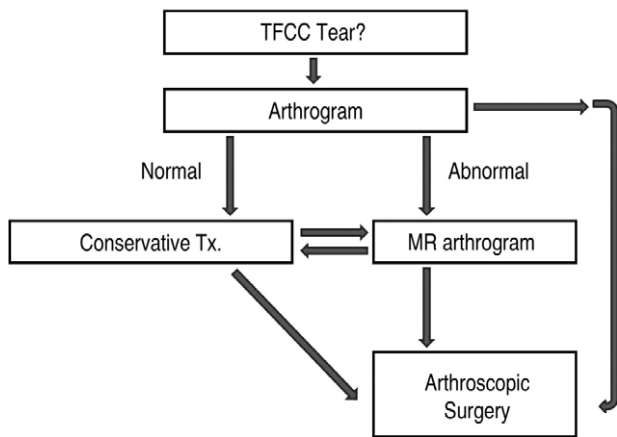 TFCC Tear?
Arthrogram
Normal
Abnormal
Conservative Tx.
MR arthrogram
Arthroscopic
Surgery